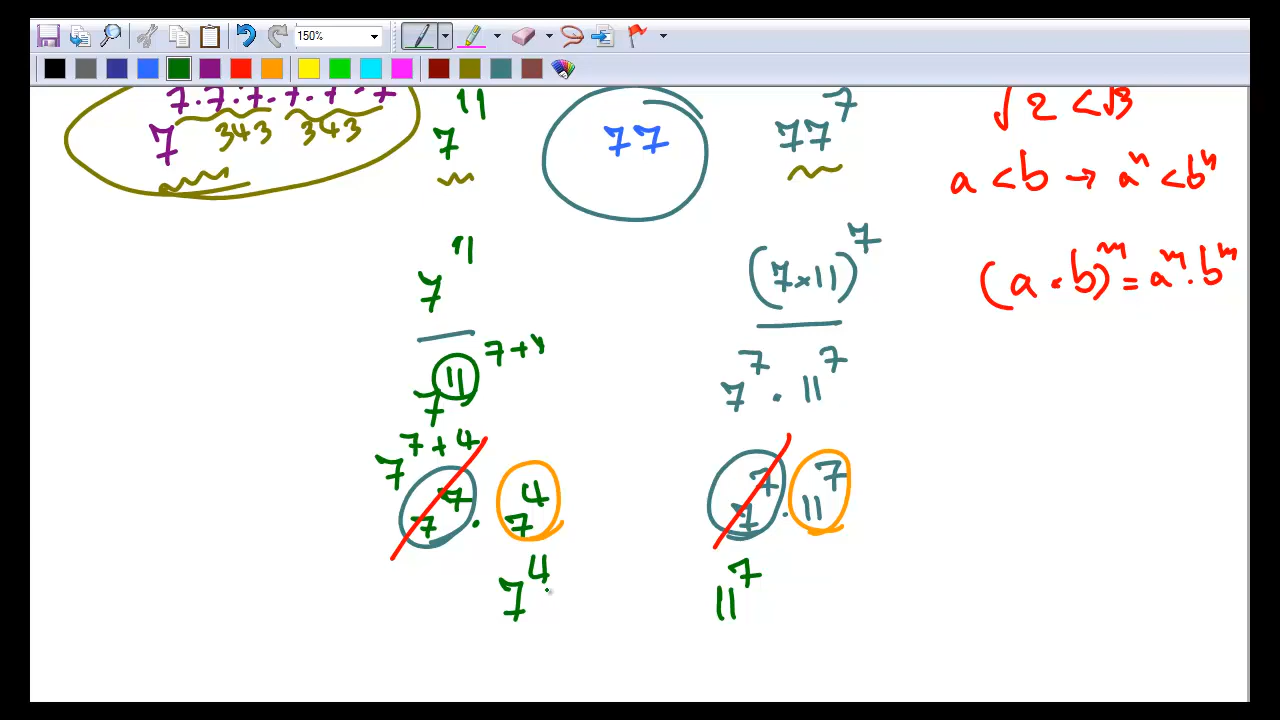 150%
7·7·7·7·7·7
7 343 343
7^11
77
77^7
√2 <√3
a < b → a^n < b^n
7^11
(7×11)^7
(a · b)^m = a^m · b^m
7^11 7+4
7^7 · 11^7
7^7+4
7^7 · 7^4
7^7 · 11^7
7^4
11^7